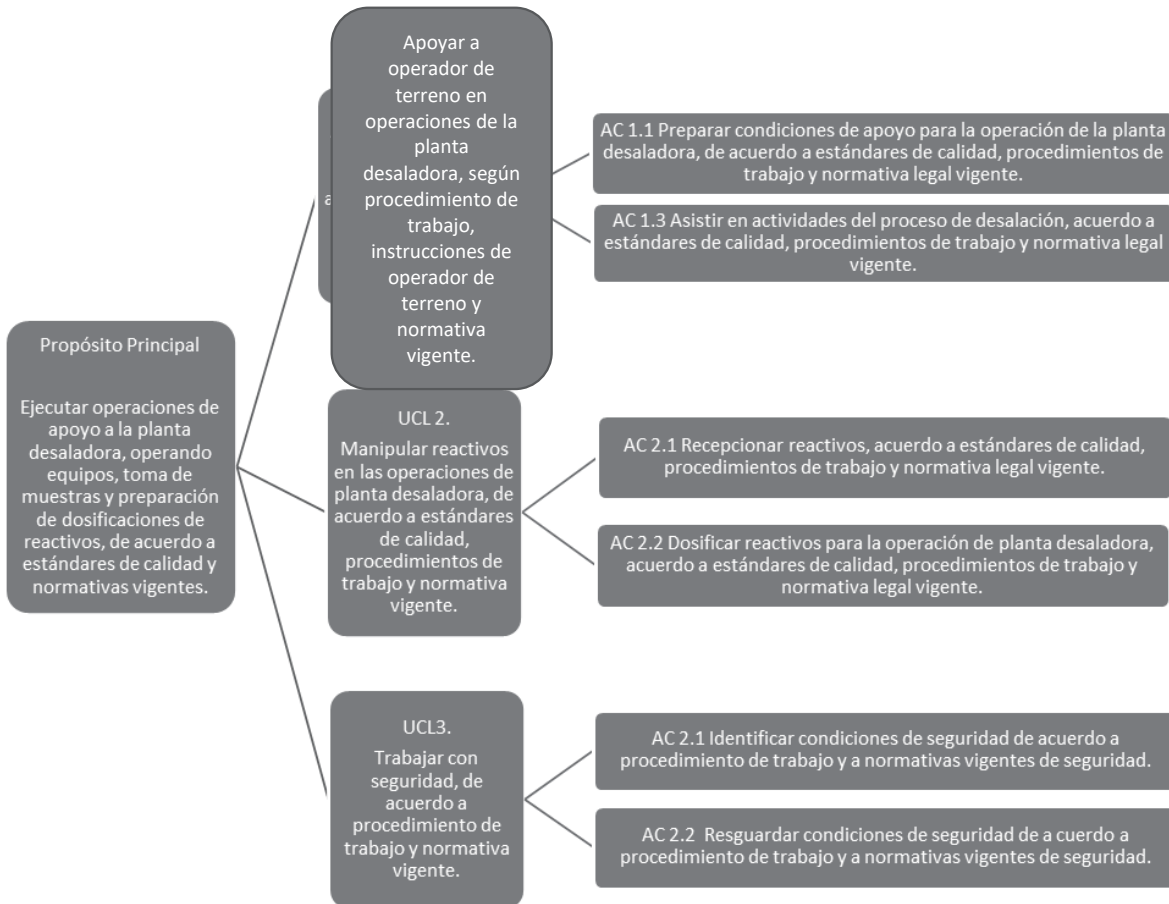 Propósito Principal
Ejecutar operaciones de
apoyo a la planta
desaladora, operando
equipos, toma de
muestras y preparación
de dosificaciones de
reactivos, de acuerdo a
estándares de calidad y
normativas vigentes.
Apoyar a
operador de
terreno en
operaciones de la
planta
desaladora, según
procedimiento de
trabajo,
instrucciones de
operador de
terreno y
normativa
vigente.
AC 1.1 Preparar condiciones de apoyo para la operación de la planta
desaladora, de acuerdo a estándares de calidad, procedimientos de
trabajo y normativa legal vigente.
AC 1.3 Asistir en actividades del proceso de desalación, acuerdo a
estándares de calidad, procedimientos de trabajo y normativa legal
vigente.
UCL 2.
Manipular reactivos
en las operaciones de
planta desaladora, de
acuerdo a estándares
de calidad,
procedimientos de
trabajo y normativa
vigente.
AC 2.1 Recepcionar reactivos, acuerdo a estándares de calidad,
procedimientos de trabajo y normativa legal vigente.
AC 2.2 Dosificar reactivos para la operación de planta desaladora,
acuerdo a estándares de calidad, procedimientos de trabajo y
normativa legal vigente.
UCL3.
Trabajar con
seguridad, de
acuerdo a
procedimiento de
trabajo y normativa
vigente.
AC 2.1 Identificar condiciones de seguridad de acuerdo a
procedimiento de trabajo y a normativas vigentes de seguridad.
AC 2.2  Resguardar condiciones de seguridad de a cuerdo a
procedimiento de trabajo y a normativas vigentes de seguridad.